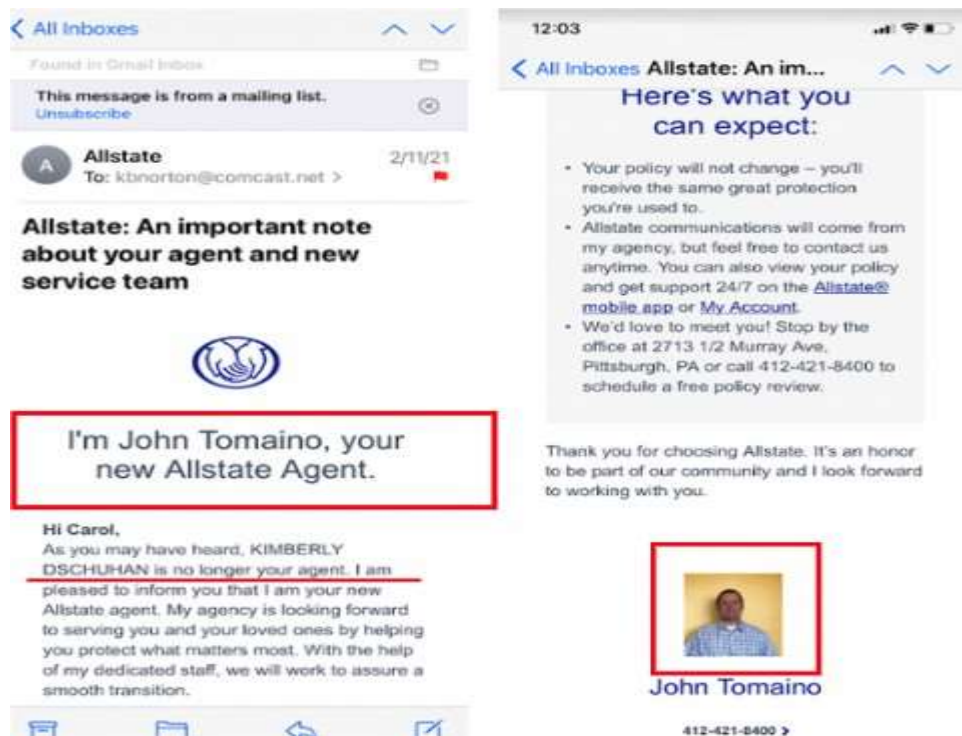 All Inboxes
Found in Gmail Inbox
This message is from a mailing list.
Unsubscribe
A
Allstate
2/11/21
To: kbnorton@comcast.net >
Allstate: An important note
about your agent and new
service team
I'm John Tomaino, your
new Allstate Agent.
Hi Carol,
As you may have heard, KIMBERLY
DSCHUHAN is no longer your agent. I am
pleased to inform you that I am your new
Allstate agent. My agency is looking forward
to serving you and your loved ones by helping
you protect what matters most. With the help
of my dedicated staff, we will work to assure a
smooth transition.
12:03
All Inboxes Allstate: An im...
Here's what you
can expect:
• Your policy will not change – you'll
receive the same great protection
you're used to.
• Allstate communications will come from
my agency, but feel free to contact us
anytime. You can also view your policy
and get support 24/7 on the Allstate®
mobile app or My Account.
• We'd love to meet you! Stop by the
office at 2713 1/2 Murray Ave,
Pittsburgh, PA or call 412-421-8400 to
schedule a free policy review.
Thank you for choosing Allstate. It's an honor
to be part of our community and I look forward
to working with you.
John Tomaino
412-421-8400 >